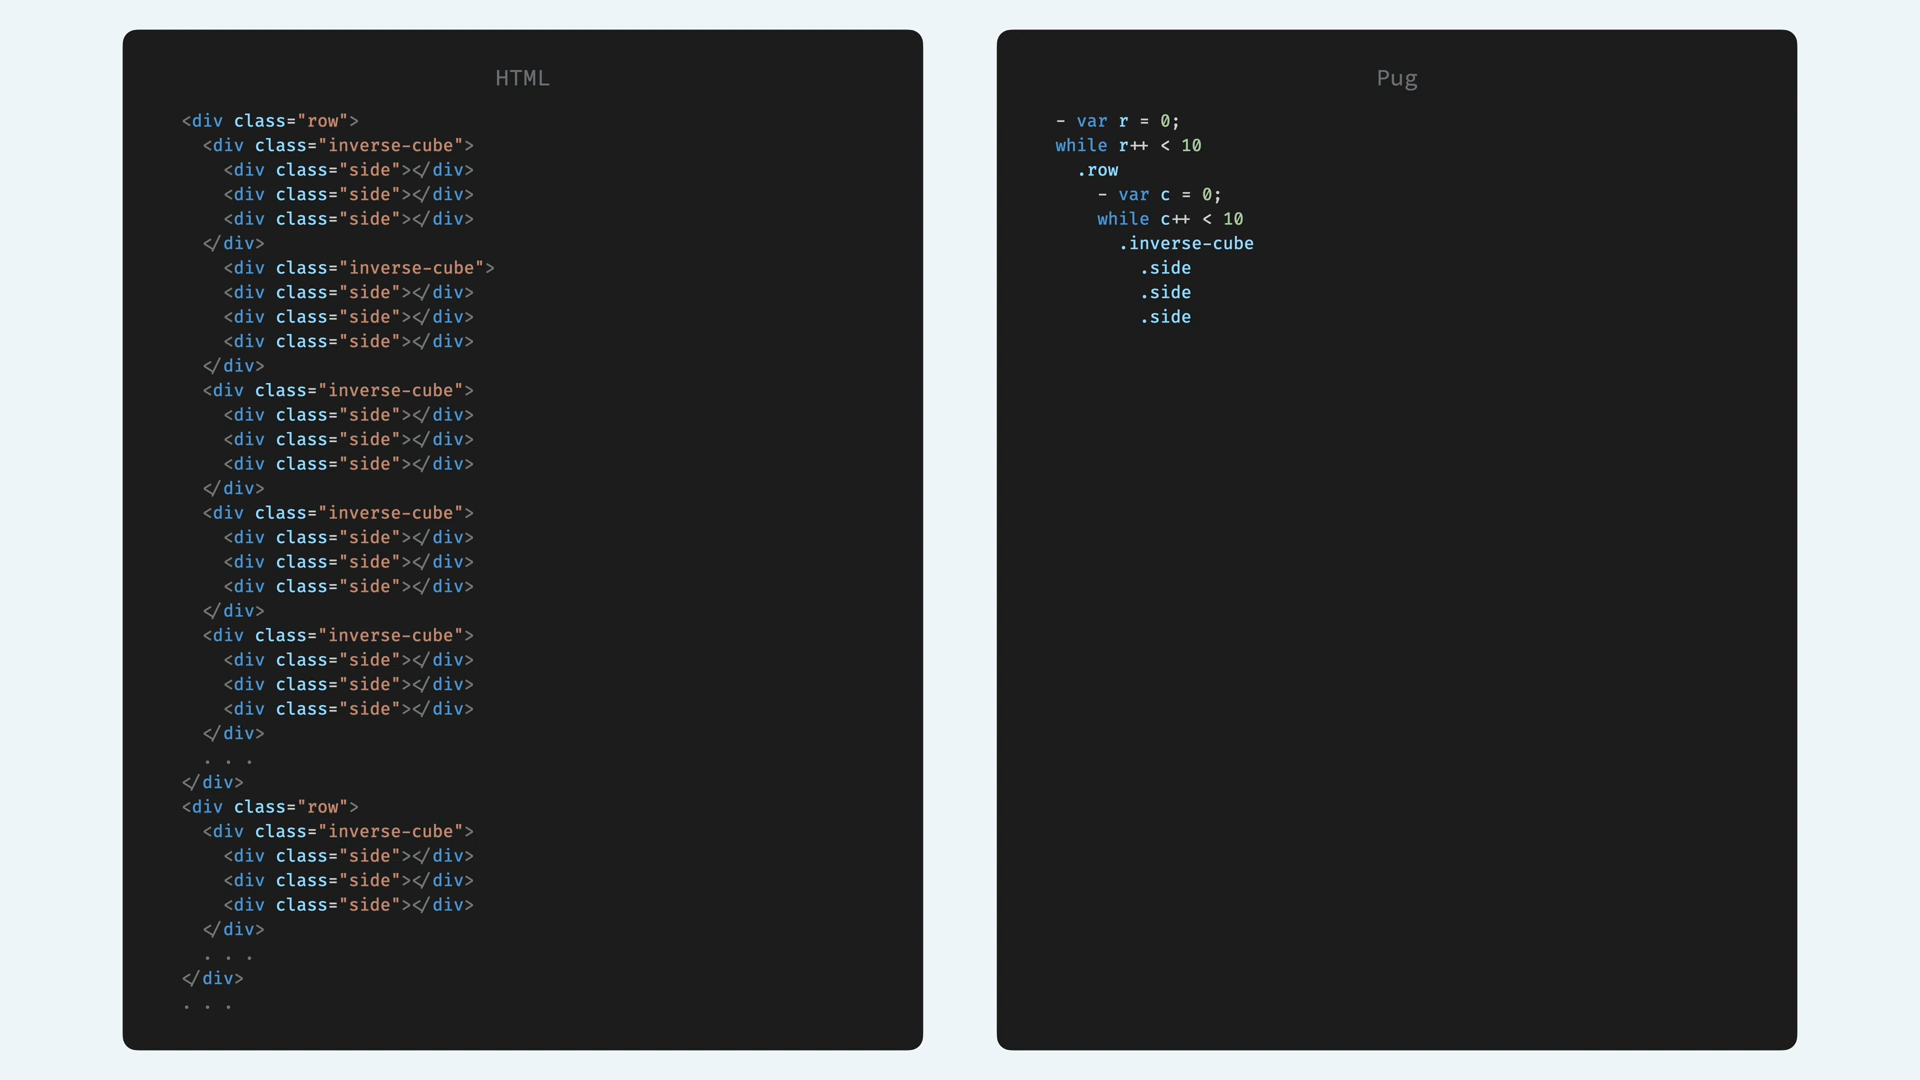 HTML
<div class="row">
  <div class="inverse-cube">
    <div class="side"></div>
    <div class="side"></div>
    <div class="side"></div>
  </div>
    <div class="inverse-cube">
    <div class="side"></div>
    <div class="side"></div>
    <div class="side"></div>
  </div>
  <div class="inverse-cube">
    <div class="side"></div>
    <div class="side"></div>
    <div class="side"></div>
  </div>
  <div class="inverse-cube">
    <div class="side"></div>
    <div class="side"></div>
    <div class="side"></div>
  </div>
  <div class="inverse-cube">
    <div class="side"></div>
    <div class="side"></div>
    <div class="side"></div>
  </div>
  . . .
</div>
<div class="row">
  <div class="inverse-cube">
    <div class="side"></div>
    <div class="side"></div>
    <div class="side"></div>
  </div>
  . . .
</div>
. . .
Pug
- var r = 0;
while r++ < 10
  .row
    - var c = 0;
    while c++ < 10
      .inverse-cube
        .side
        .side
        .side